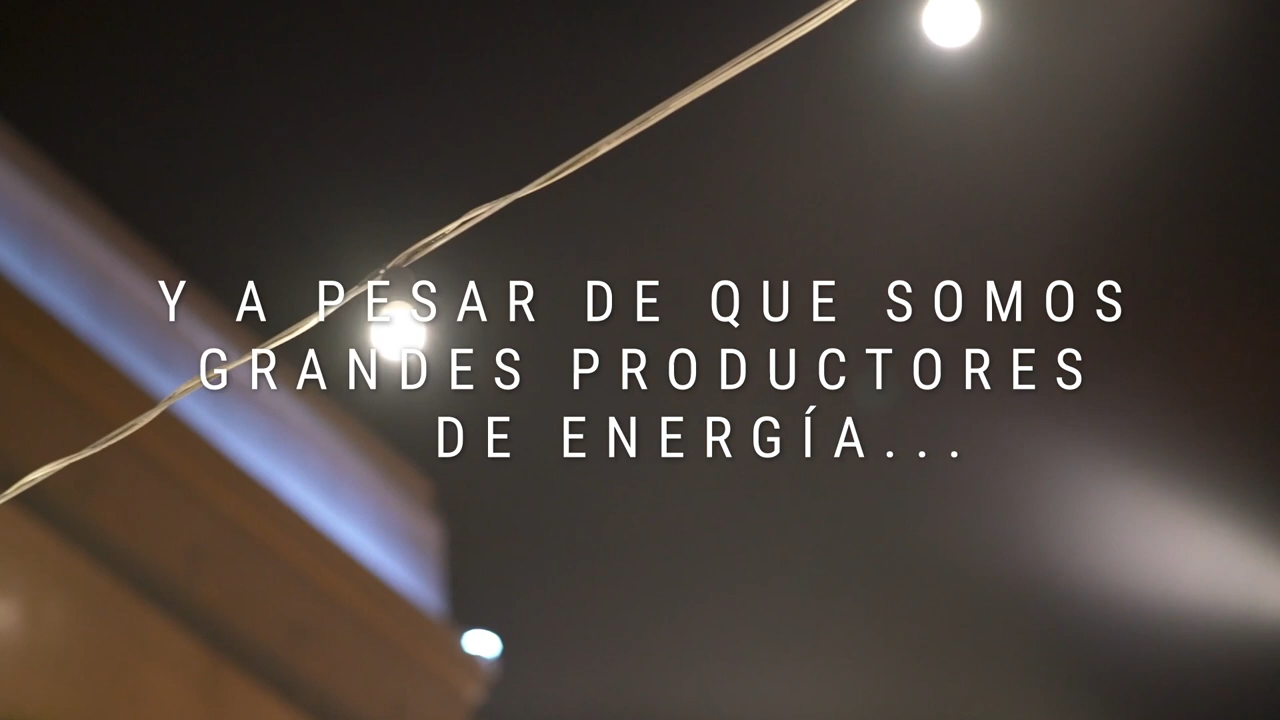 Y A PESAR DE QUE SOMOS
GRANDES PRODUCTORES
DE ENERGÍA...